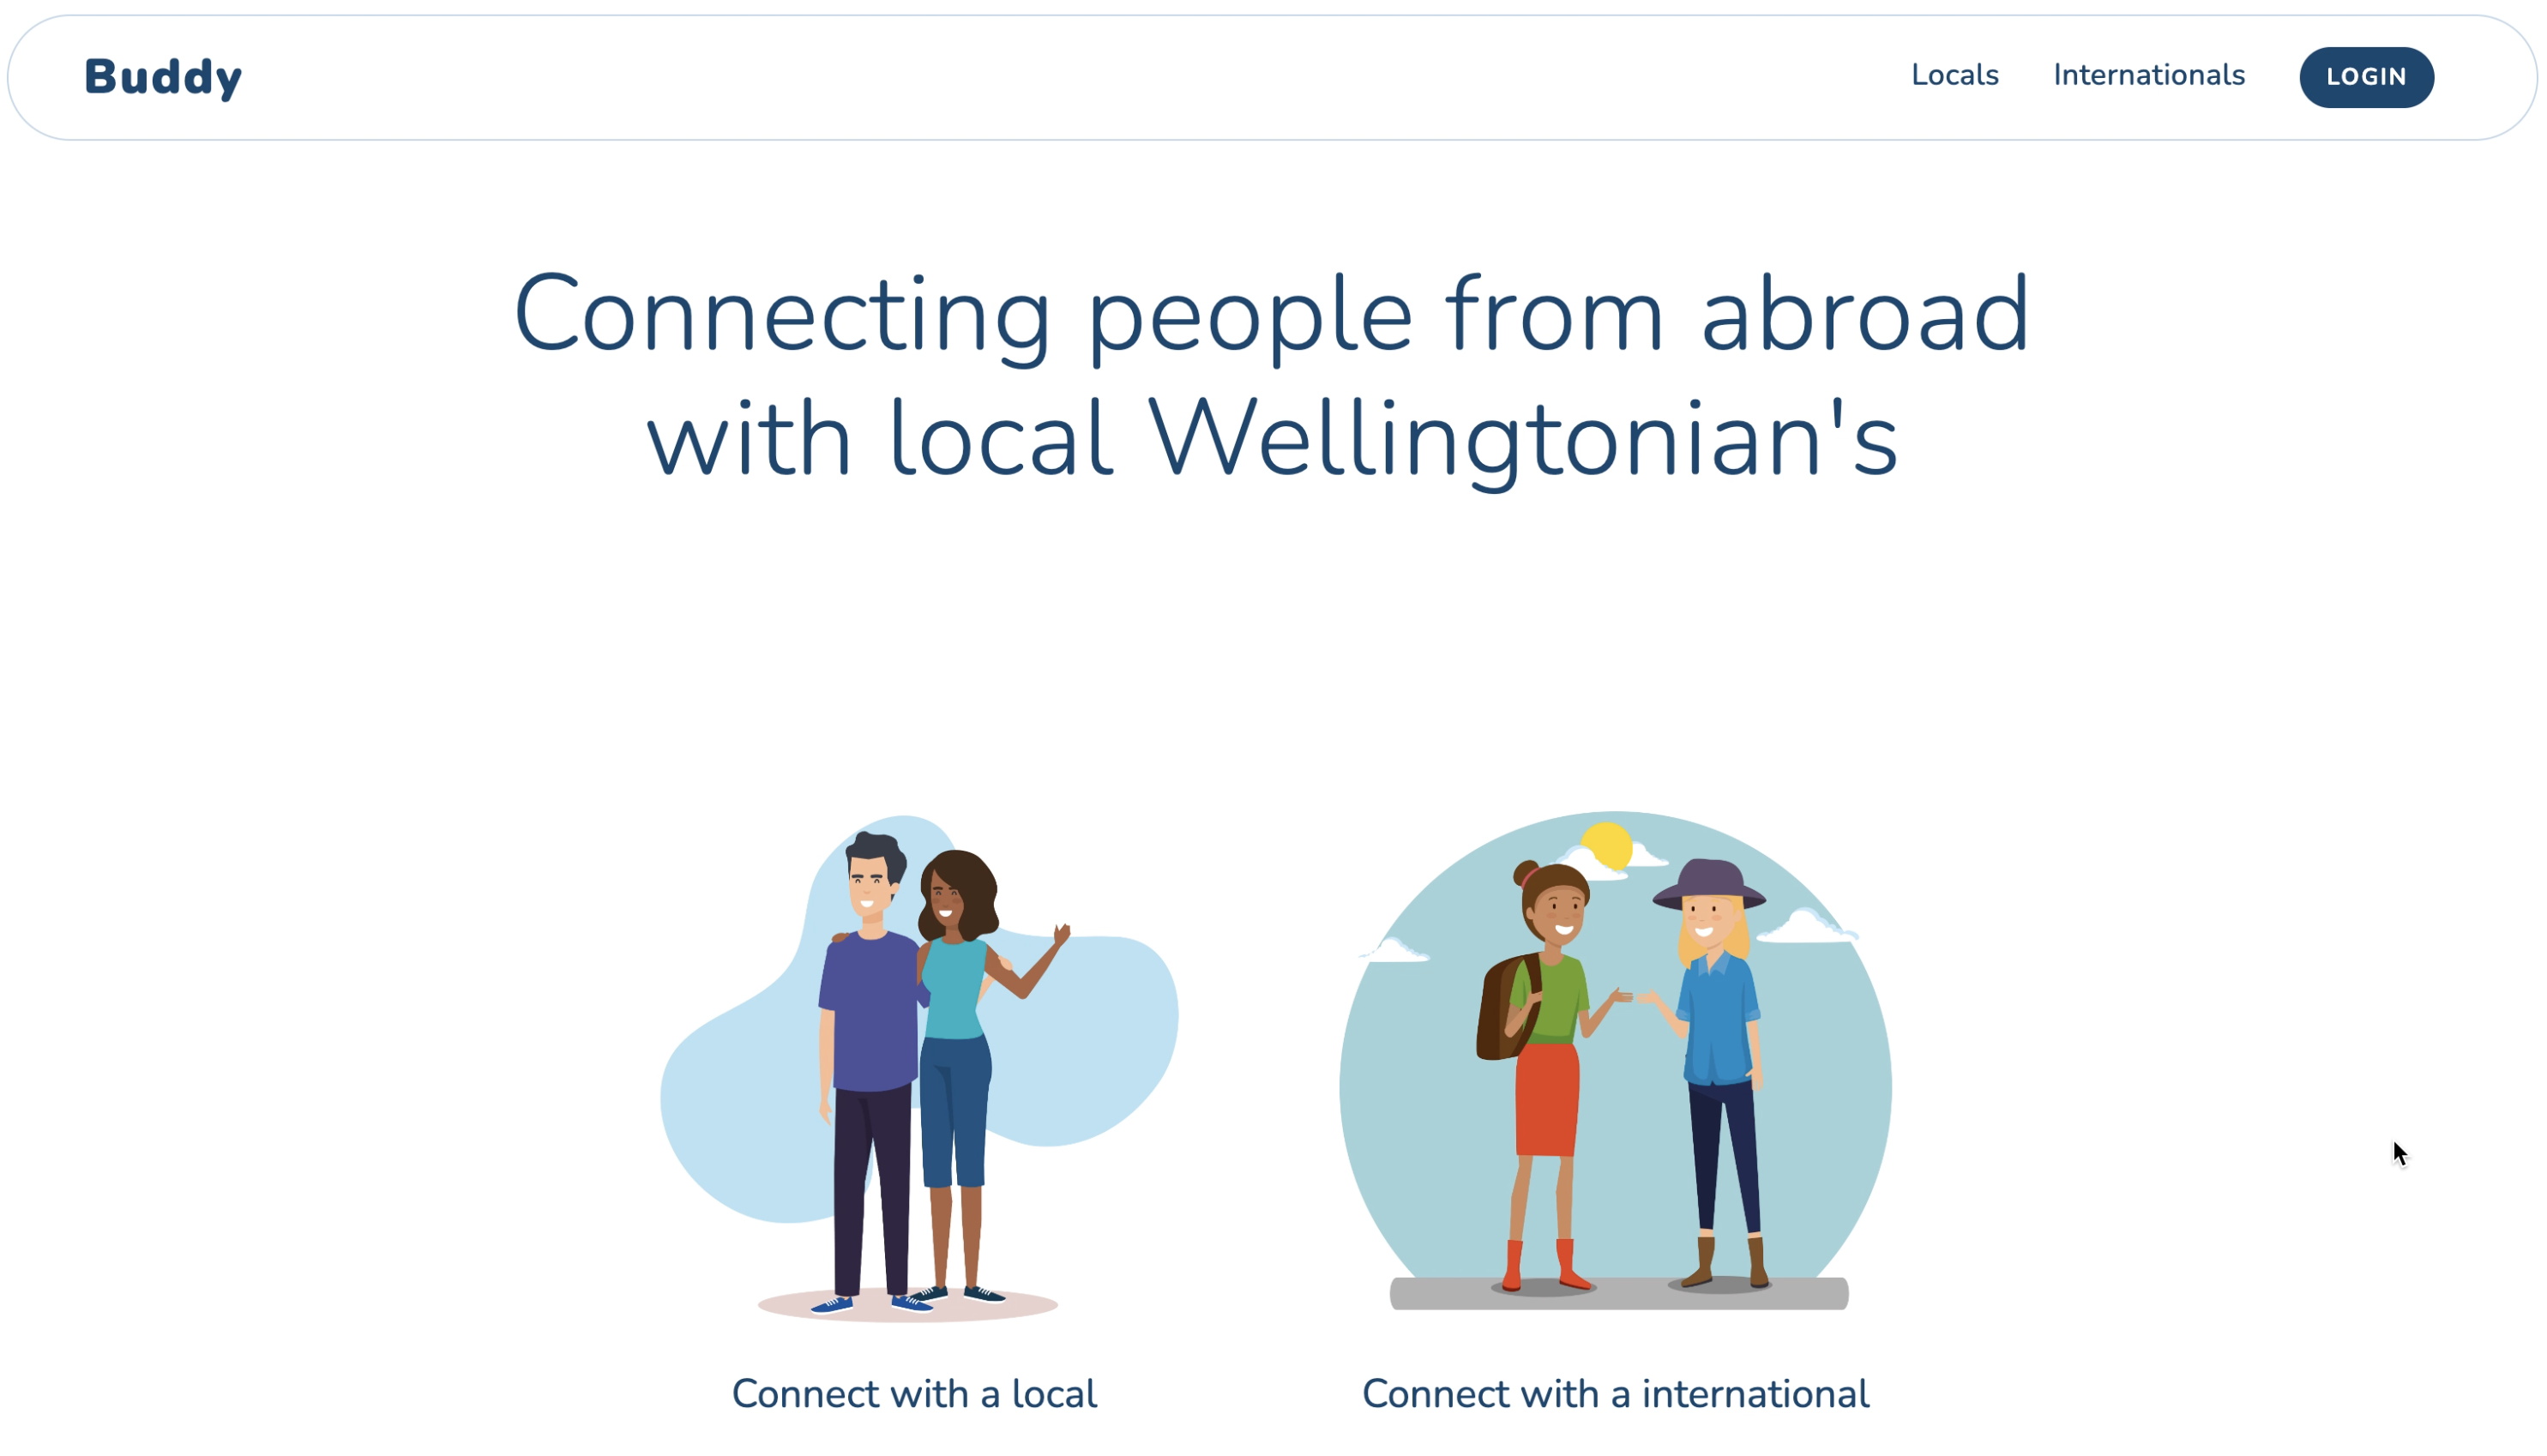 Buddy
Locals
Internationals
LOGIN
Connecting people from abroad
with local Wellingtonian's
Connect with a local
Connect with a international